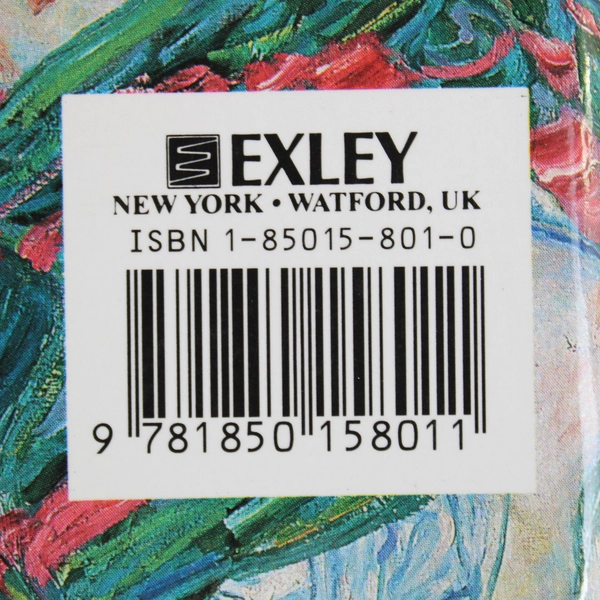 EXLEY
NEW YORK • WATFORD, UK
ISBN 1-85015-801-0
9 781850 158011